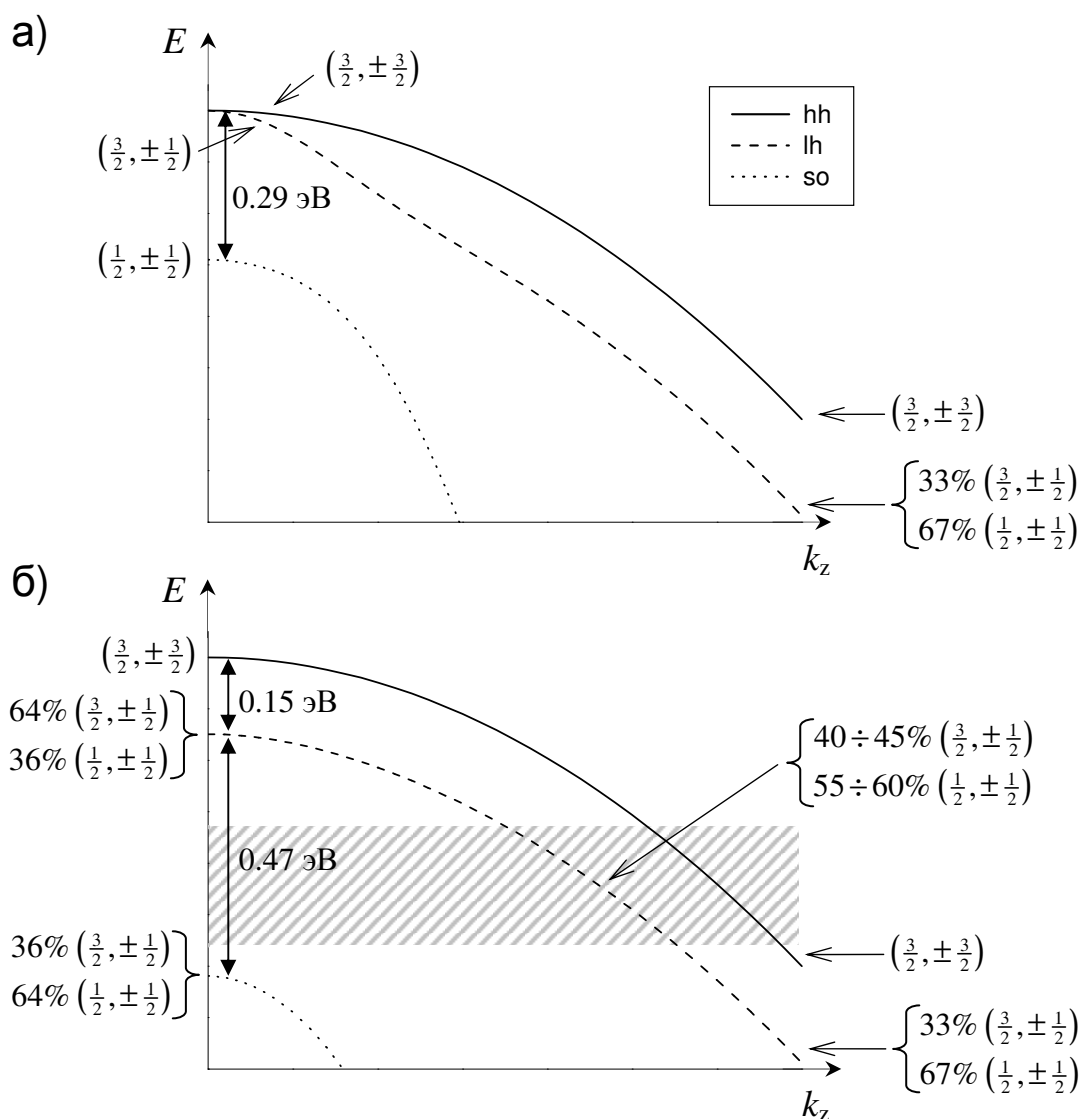 а)
E
(3/2, ±3/2)
hh
lh
so
(3/2, ±1/2)
0.29 эВ
(1/2, ±1/2)
(3/2, ±3/2)
33% (3/2, ±1/2)
67% (1/2, ±1/2)
k_z
б)
E
(3/2, ±3/2)
0.15 эВ
64% (3/2, ±1/2)
36% (1/2, ±1/2)
40÷45% (3/2, ±1/2)
55÷60% (1/2, ±1/2)
0.47 эВ
36% (3/2, ±1/2)
64% (1/2, ±1/2)
(3/2, ±3/2)
33% (3/2, ±1/2)
67% (1/2, ±1/2)
k_z